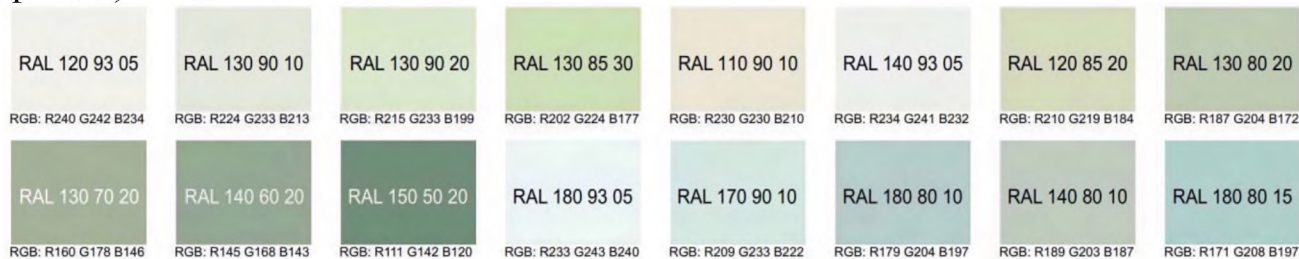 RAL 120 93 05 RAL 130 90 10 RAL 130 90 20 RAL 130 85 30 RAL 110 90 10 RAL 140 93 05 RAL 120 85 20 RAL 130 80 20
RGB: R240 G242 B234 RGB: R224 G233 B213 RGB: R215 G233 B199 RGB: R202 G224 B177 RGB: R230 G230 B210 RGB: R234 G241 B232 RGB: R210 G219 B184 RGB: R187 G204 B172
RAL 130 70 20 RAL 140 60 20 RAL 150 50 20 RAL 180 93 05 RAL 170 90 10 RAL 180 80 10 RAL 140 80 10 RAL 180 80 15
RGB: R160 G178 B146 RGB: R145 G168 B143 RGB: R111 G142 B120 RGB: R233 G243 B240 RGB: R209 G233 B222 RGB: R179 G204 B197 RGB: R189 G203 B187 RGB: R171 G208 B197